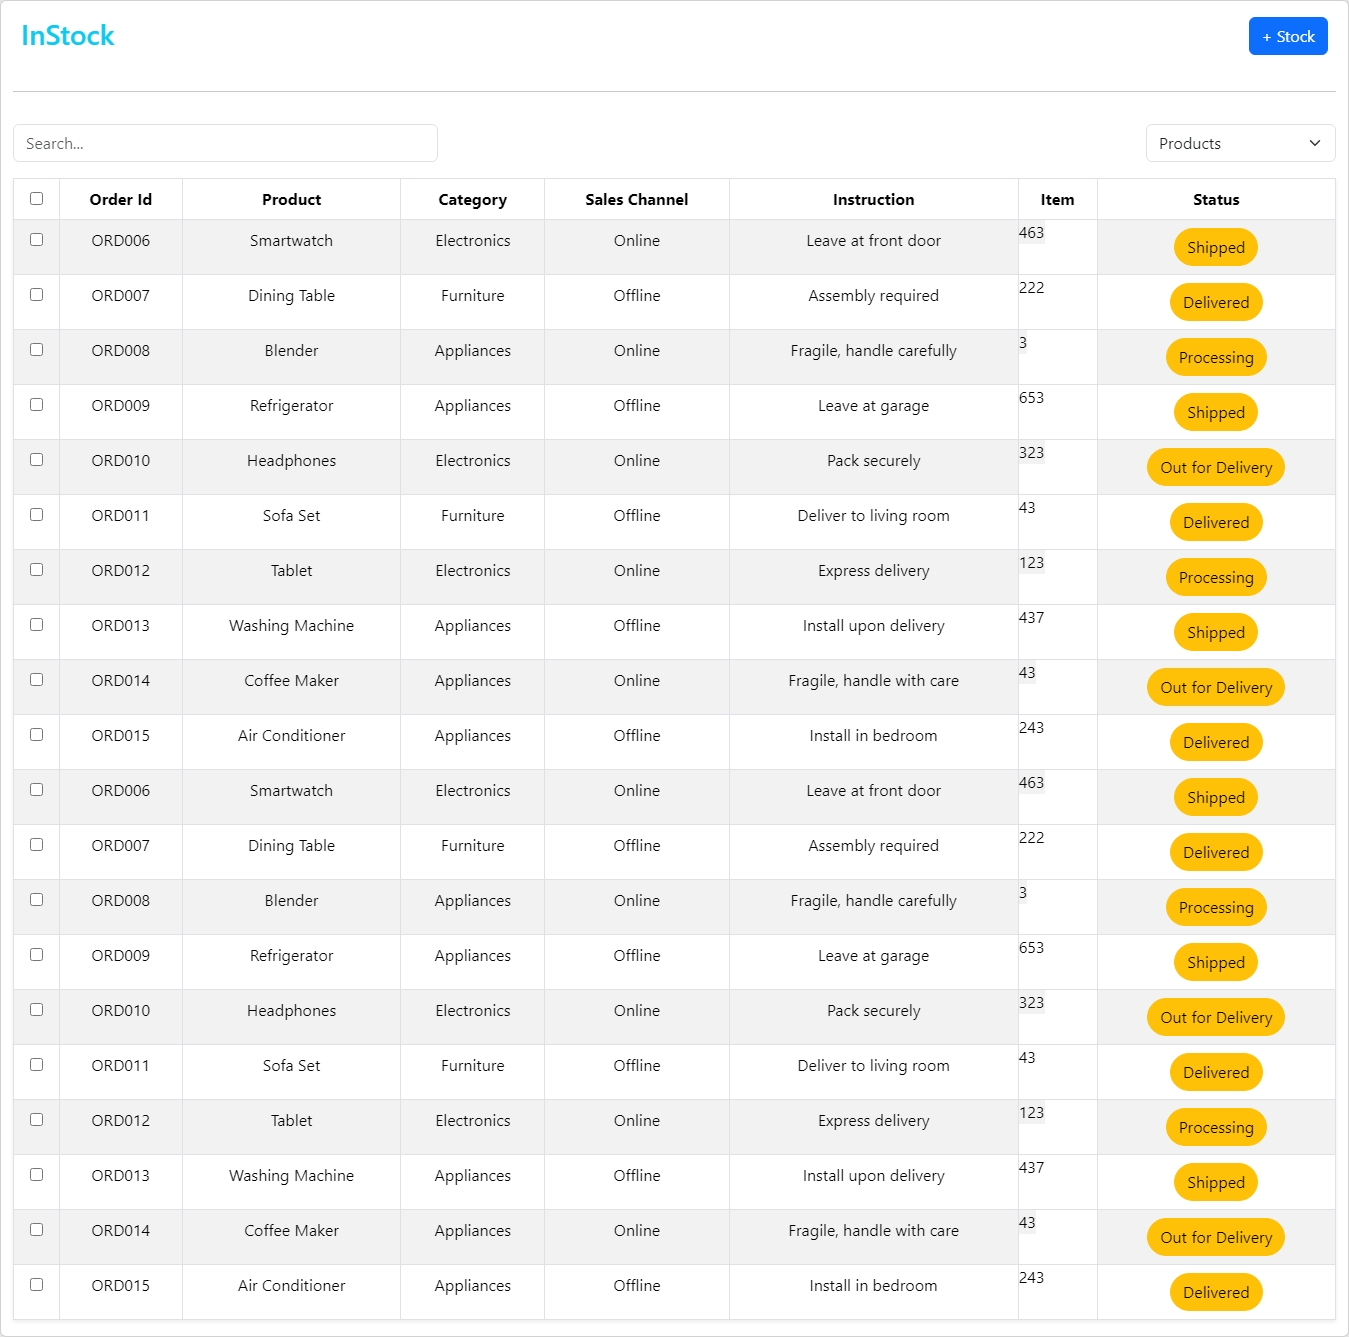 InStock
+ Stock
Search...
Products
Order Id Product Category Sales Channel Instruction Item Status
ORD006 Smartwatch Electronics Online Leave at front door 463 Shipped
ORD007 Dining Table Furniture Offline Assembly required 222 Delivered
ORD008 Blender Appliances Online Fragile, handle carefully 3 Processing
ORD009 Refrigerator Appliances Offline Leave at garage 653 Shipped
ORD010 Headphones Electronics Online Pack securely 323 Out for Delivery
ORD011 Sofa Set Furniture Offline Deliver to living room 43 Delivered
ORD012 Tablet Electronics Online Express delivery 123 Processing
ORD013 Washing Machine Appliances Offline Install upon delivery 437 Shipped
ORD014 Coffee Maker Appliances Online Fragile, handle with care 43 Out for Delivery
ORD015 Air Conditioner Appliances Offline Install in bedroom 243 Delivered
ORD006 Smartwatch Electronics Online Leave at front door 463 Shipped
ORD007 Dining Table Furniture Offline Assembly required 222 Delivered
ORD008 Blender Appliances Online Fragile, handle carefully 3 Processing
ORD009 Refrigerator Appliances Offline Leave at garage 653 Shipped
ORD010 Headphones Electronics Online Pack securely 323 Out for Delivery
ORD011 Sofa Set Furniture Offline Deliver to living room 43 Delivered
ORD012 Tablet Electronics Online Express delivery 123 Processing
ORD013 Washing Machine Appliances Offline Install upon delivery 437 Shipped
ORD014 Coffee Maker Appliances Online Fragile, handle with care 43 Out for Delivery
ORD015 Air Conditioner Appliances Offline Install in bedroom 243 Delivered